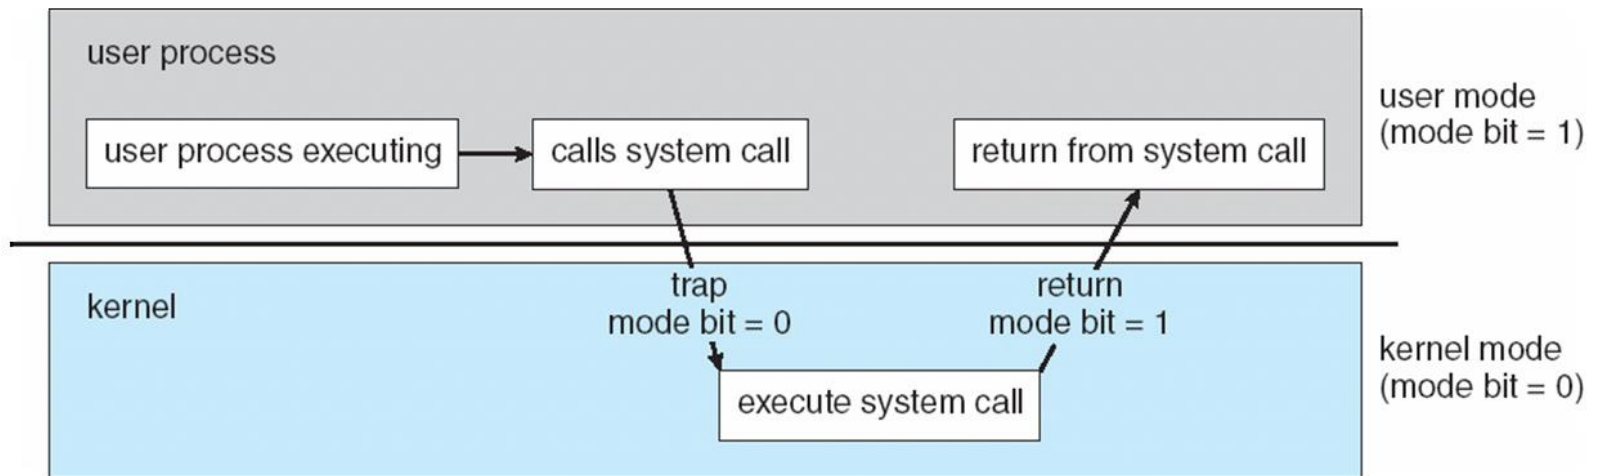 user process
user process executing
calls system call
return from system call
user mode
(mode bit = 1)
kernel
trap
mode bit = 0
return
mode bit = 1
execute system call
kernel mode
(mode bit = 0)